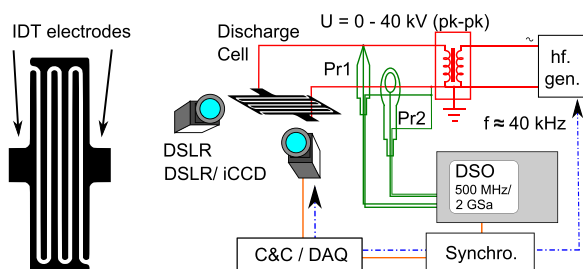 IDT electrodes
Discharge
Cell
U = 0 - 40 kV (pk-pk)
Pr1
Pr2
~
hf.
gen.
f ≈ 40 kHz
DSLR
DSLR/ iCCD
DSO
500 MHz/
2 GSa
C&C / DAQ
Synchro.